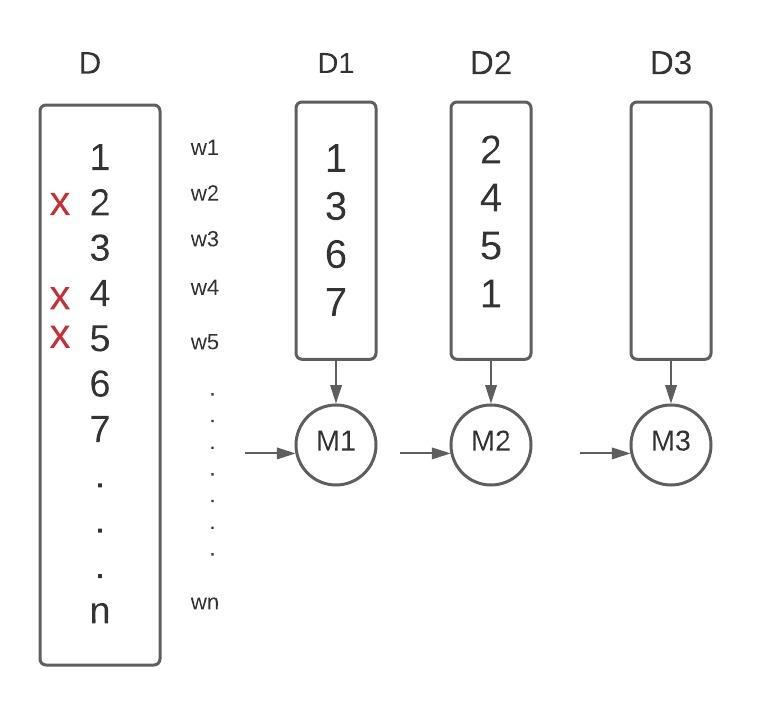 D D1 D2 D3
1 w1 1 2
X 2 w2 3 4
3 w3 6 5
X 4 w4 7 1
X 5 w5
6 .
7 .
M1 M2 M3
. .
. .
. .
n wn